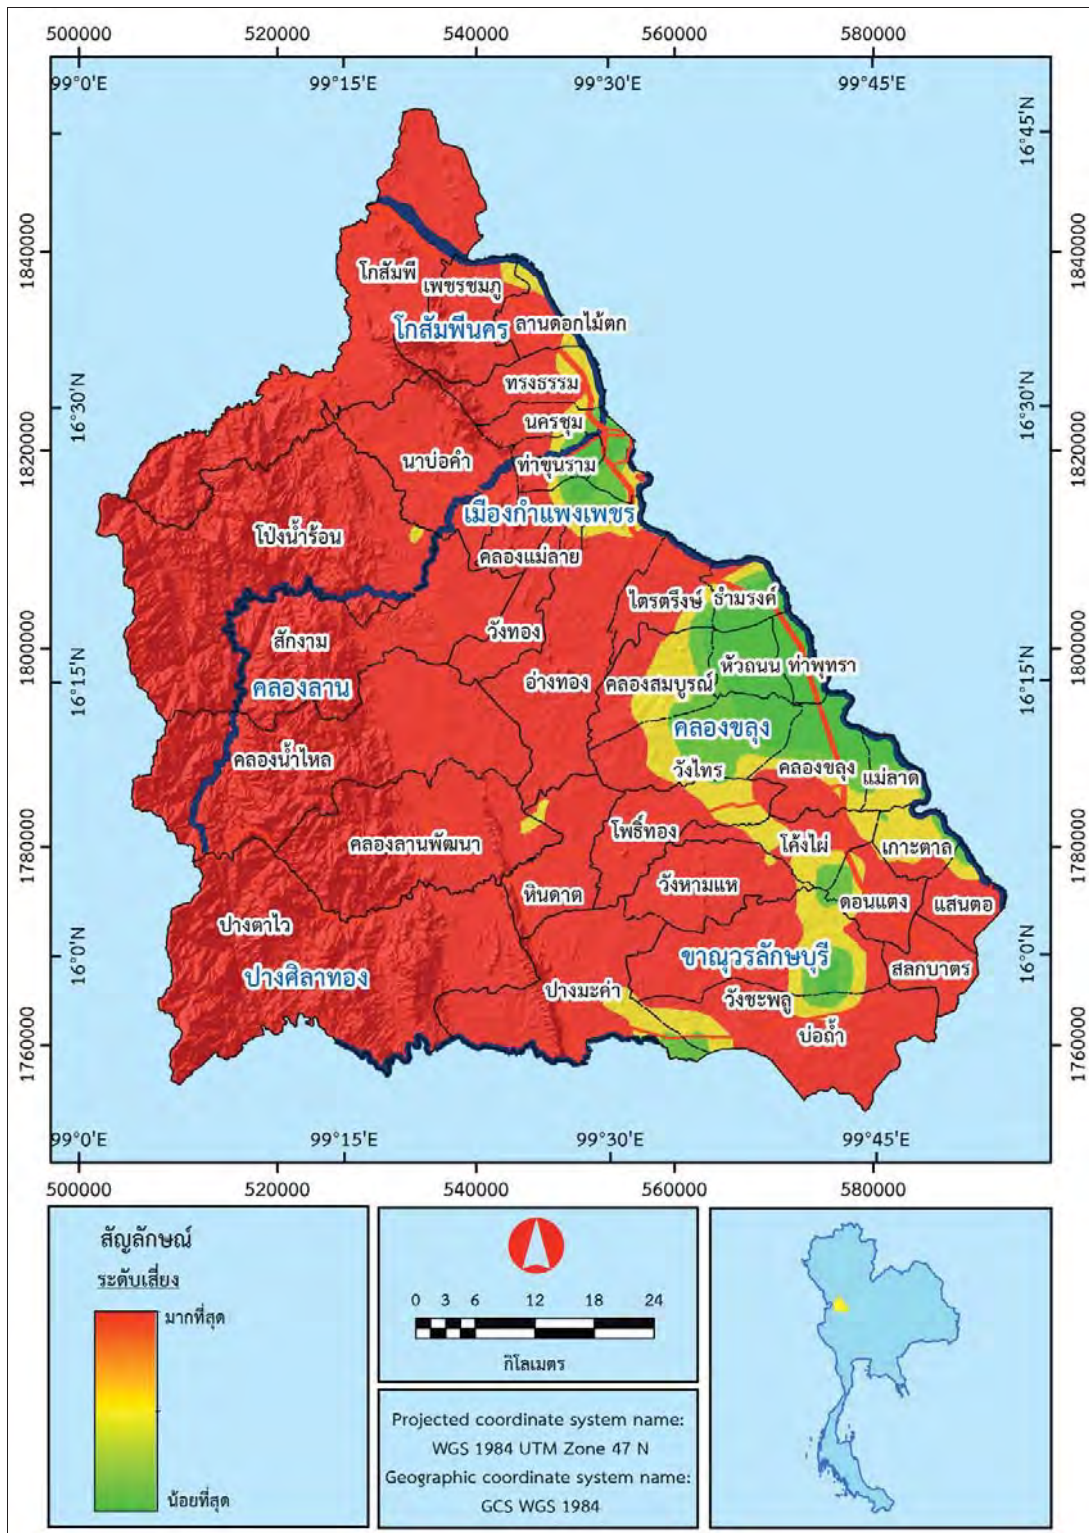 500000 520000 540000 560000 580000
99°0'E 99°15'E 99°30'E 99°45'E
16°45'N 16°45'N
1840000 1840000
โกสัมพี
เพชรชมภู
โกสัมพีนคร
ลานดอกไม้ตก
ทรงธรรม
16°30'N 16°30'N
นครชุม
1820000 1820000
นาบ่อคำ
ท่าขุนราม
เมืองกำแพงเพชร
โป่งน้ำร้อน
คลองแม่ลาย
ไตรตรึงษ์ ธำมรงค์
วังทอง
สักงาม
1800000 1800000
หัวถนน ท่าพุทรา
16°15'N 16°15'N
คลองลาน
อ่างทอง คลองสมบูรณ์
คลองขลุง
คลองน้ำไหล
วังไทร คลองขลุง แม่ลาด
โพธิ์ทอง
คลองลานพัฒนา
1780000 1780000
โค้งไผ่ เกาะตาล
วังหามแห
หินดาต
ดอนแตง แสนตอ
ปางตาไว
ขาณุวรลักษบุรี
16°0'N 16°0'N
ปางศิลาทอง
สลกบาตร
ปางมะค่า
วังชะพลู
บ่อถ้ำ
1760000 1760000
99°0'E 99°15'E 99°30'E 99°45'E
500000 520000 540000 560000 580000
สัญลักษณ์
ระดับเสี่ยง
มากที่สุด
น้อยที่สุด
0 3 6 12 18 24
กิโลเมตร
Projected coordinate system name:
WGS 1984 UTM Zone 47 N
Geographic coordinate system name:
GCS WGS 1984